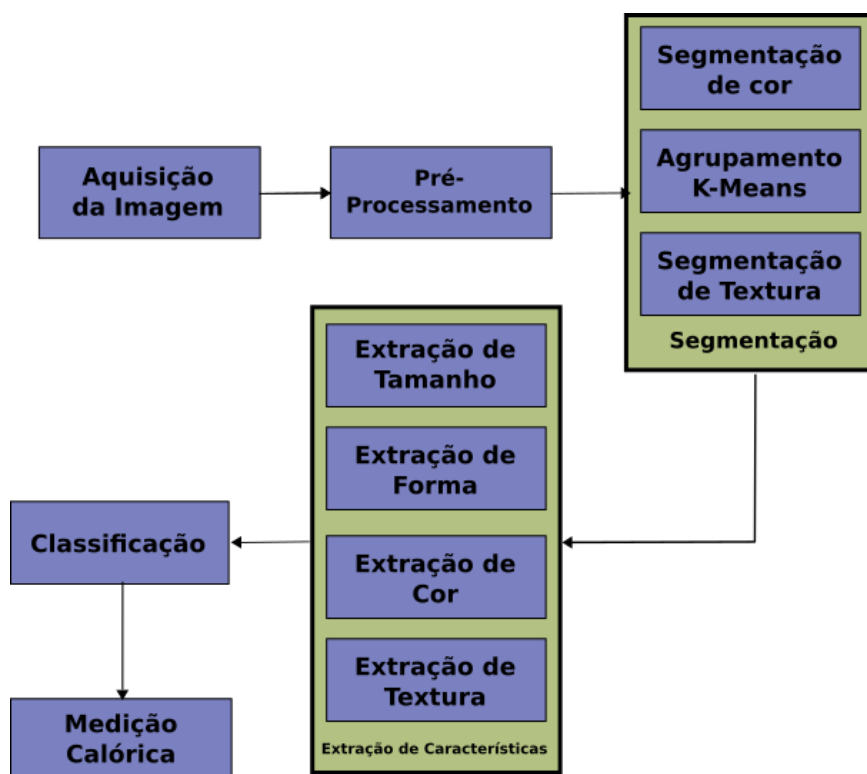 Aquisição
da Imagem
Pré-
Processamento
Segmentação
de cor
Agrupamento
K-Means
Segmentação
de Textura
Segmentação
Extração de
Tamanho
Extração de
Forma
Extração de
Cor
Extração de
Textura
Extração de Características
Classificação
Medição
Calórica